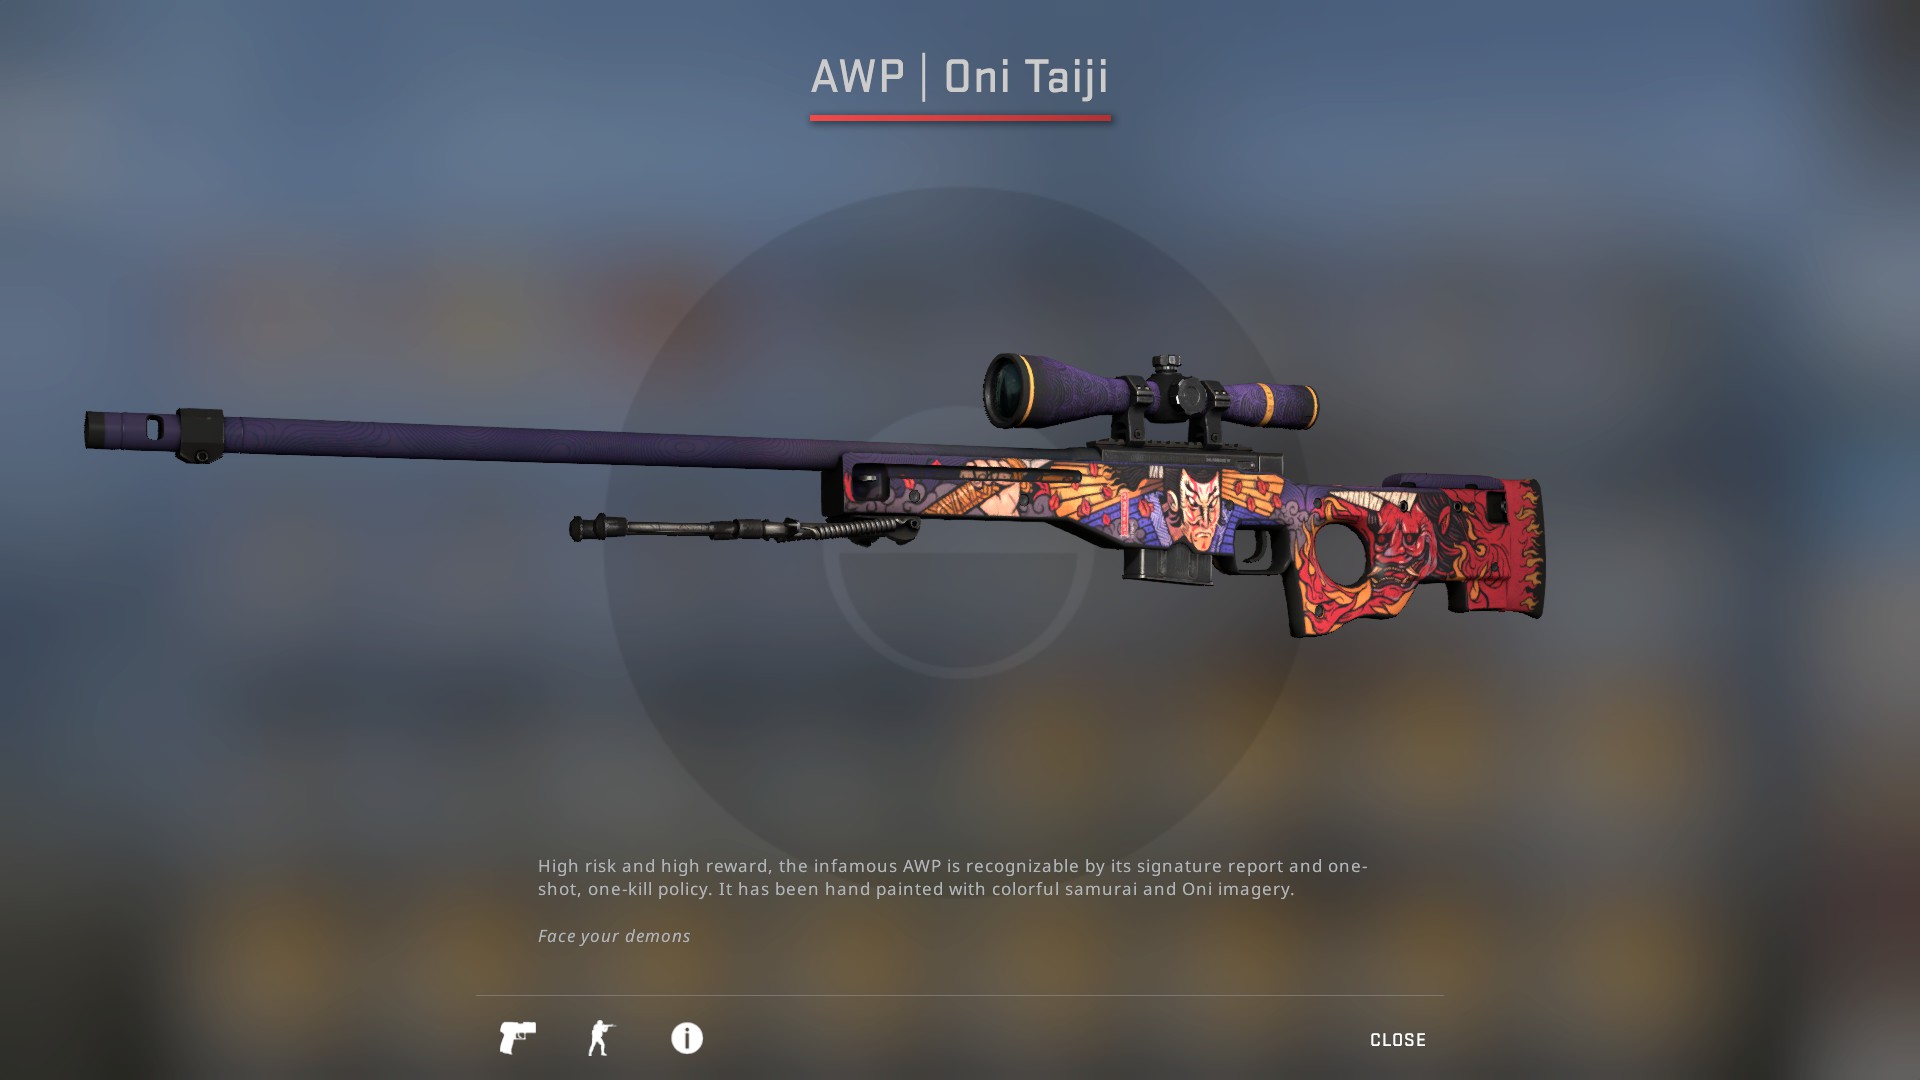 AWP | Oni Taiji
High risk and high reward, the infamous AWP is recognizable by its signature report and one-
shot, one-kill policy. It has been hand painted with colorful samurai and Oni imagery.
Face your demons
CLOSE